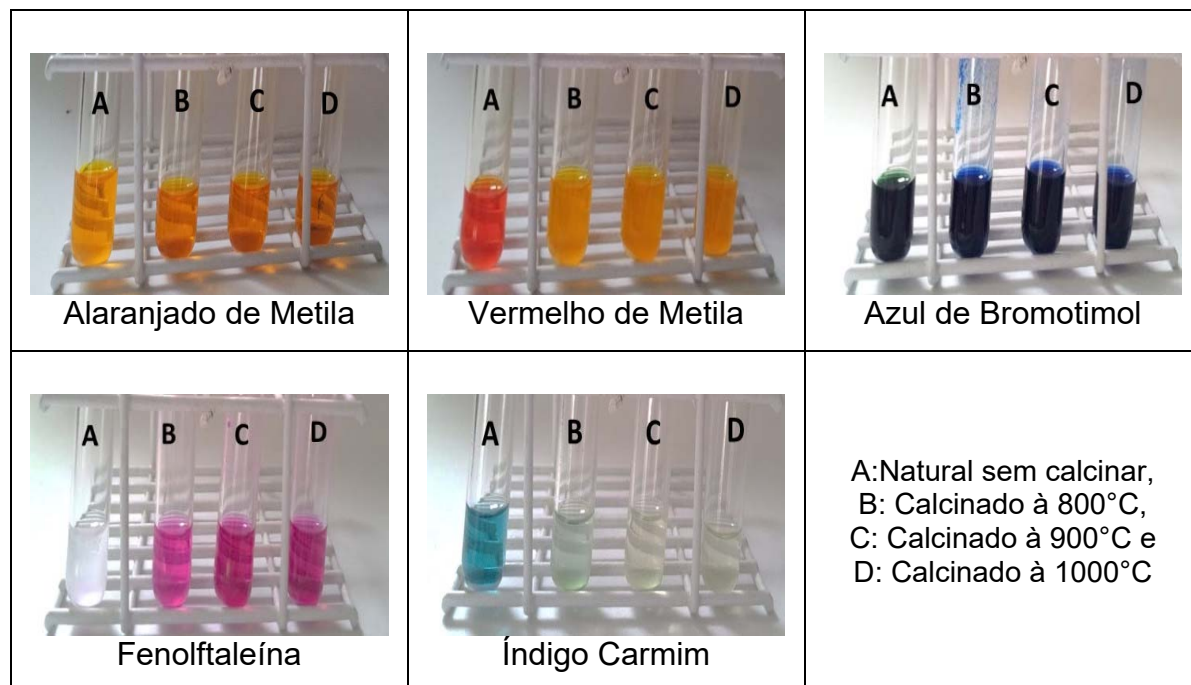 A B C D
Alaranjado de Metila
A B C D
Vermelho de Metila
A B C D
Azul de Bromotimol
A B C D
Fenolftaleína
A B C D
Índigo Carmim
A:Natural sem calcinar,
B: Calcinado à 800°C,
C: Calcinado à 900°C e
D: Calcinado à 1000°C